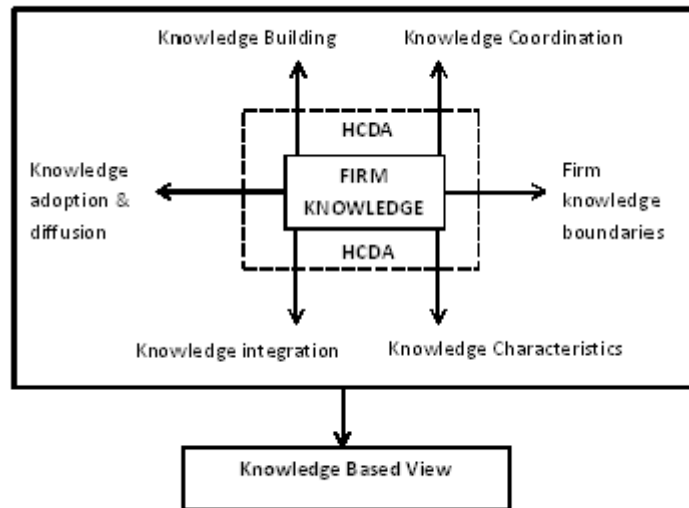 Knowledge Building
Knowledge Coordination
HCDA
Knowledge
adoption &
diffusion
FIRM
KNOWLEDGE
Firm
knowledge
boundaries
HCDA
Knowledge integration
Knowledge Characteristics
Knowledge Based View